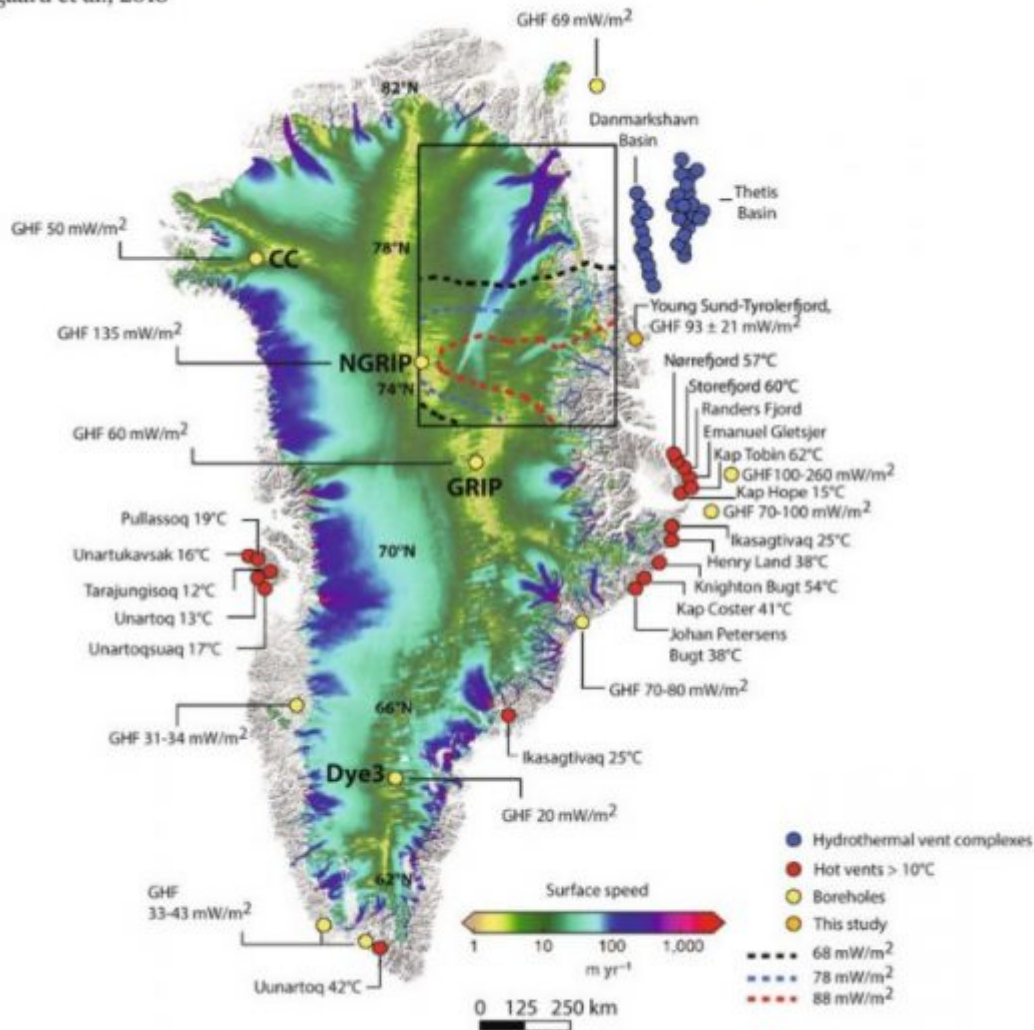 et al., 2018
GHF 69 mW/m²
82°N
Danmarkshavn
Basin
Thetis
Basin
GHF 50 mW/m²
CC
78°N
Young Sund-Tyrolerfjord,
GHF 93 ± 21 mW/m²
GHF 135 mW/m²
NGRIP
74°N
Nørrefjord 57°C
Storefjord 60°C
Randers Fjord
Emanuel Gletsjer
Kap Tobin 62°C
GHF100-260 mW/m²
Kap Hope 15°C
GHF 70-100 mW/m²
GHF 60 mW/m²
GRIP
Pullassoq 19°C
Unartukavsak 16°C
Tarajungisoq 12°C
Unartoq 13°C
Unartoqsuaq 17°C
70°N
Ikasagtivaq 25°C
Henry Land 38°C
Knighton Bugt 54°C
Kap Coster 41°C
Johan Petersens
Bugt 38°C
GHF 70-80 mW/m²
66°N
GHF 31-34 mW/m²
Ikasagtivaq 25°C
Dye3
GHF 20 mW/m²
62°N
GHF
33-43 mW/m²
Uunartoq 42°C
Surface speed
1 10 100 1,000
m yr⁻¹
0 125 250 km
Hydrothermal vent complexes
Hot vents > 10°C
Boreholes
This study
68 mW/m²
78 mW/m²
88 mW/m²